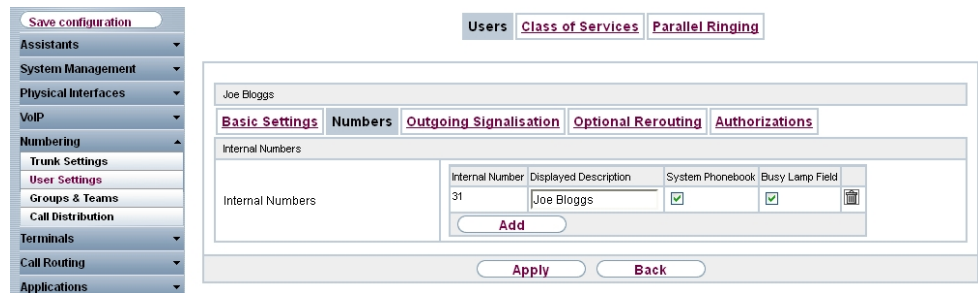 Save configuration
Assistants
System Management
Physical Interfaces
VoIP
Numbering
Trunk Settings
User Settings
Groups & Teams
Call Distribution
Terminals
Call Routing
Applications
Users Class of Services Parallel Ringing
Joe Bloggs
Basic Settings Numbers Outgoing Signalisation Optional Rerouting Authorizations
Internal Numbers
Internal Number Displayed Description System Phonebook Busy Lamp Field
Internal Numbers
31 Joe Bloggs
Add
Apply Back